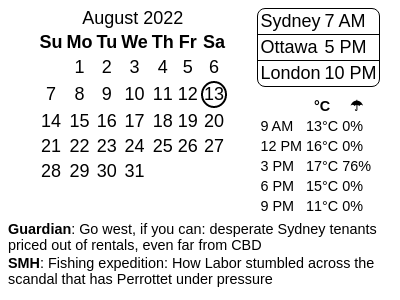 August 2022
Su Mo Tu We Th Fr Sa
1 2 3 4 5 6
7 8 9 10 11 12 13
14 15 16 17 18 19 20
21 22 23 24 25 26 27
28 29 30 31
Sydney 7 AM
Ottawa 5 PM
London 10 PM
°C ☂
9 AM 13°C 0%
12 PM 16°C 0%
3 PM 17°C 76%
6 PM 15°C 0%
9 PM 11°C 0%
Guardian: Go west, if you can: desperate Sydney tenants
priced out of rentals, even far from CBD
SMH: Fishing expedition: How Labor stumbled across the
scandal that has Perrottet under pressure